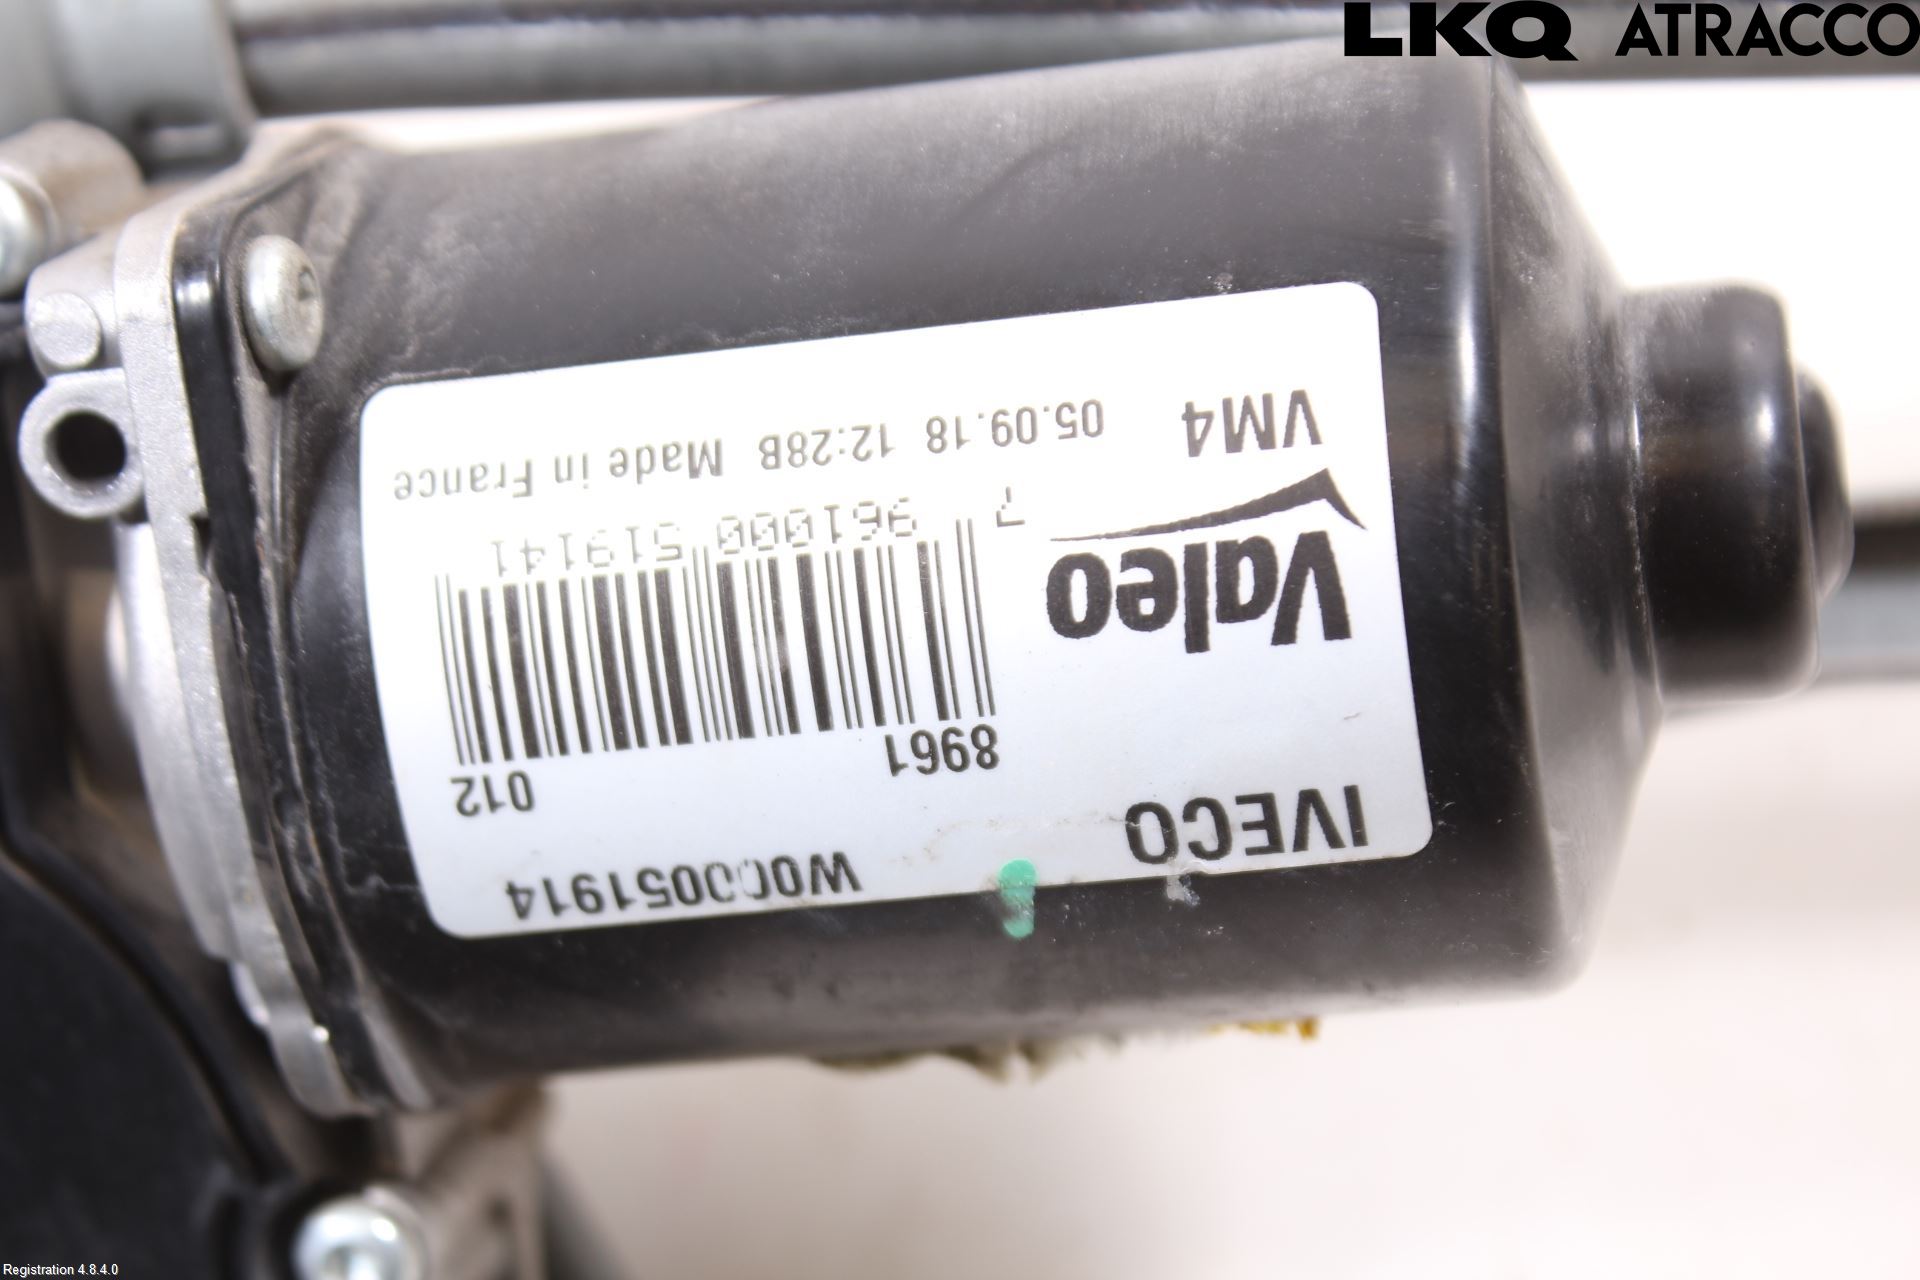 LKQ ATRACCO
IVECO W000051914
8961 012
Valeo
7 961000 519141
VM4 05.09.18 12:28B Made in France
Registration 4.8.4.0